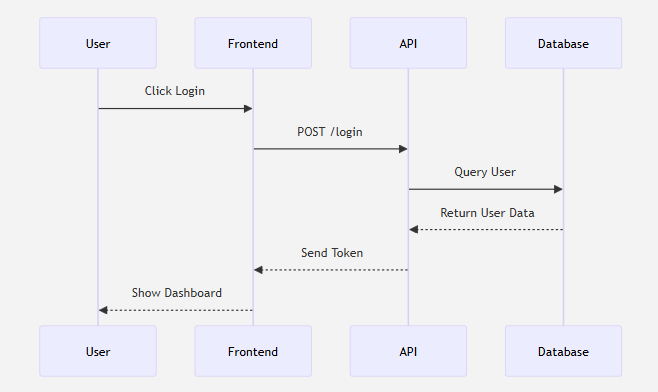 User
Frontend
API
Database
Click Login
POST /login
Query User
Return User Data
Send Token
Show Dashboard
User
Frontend
API
Database